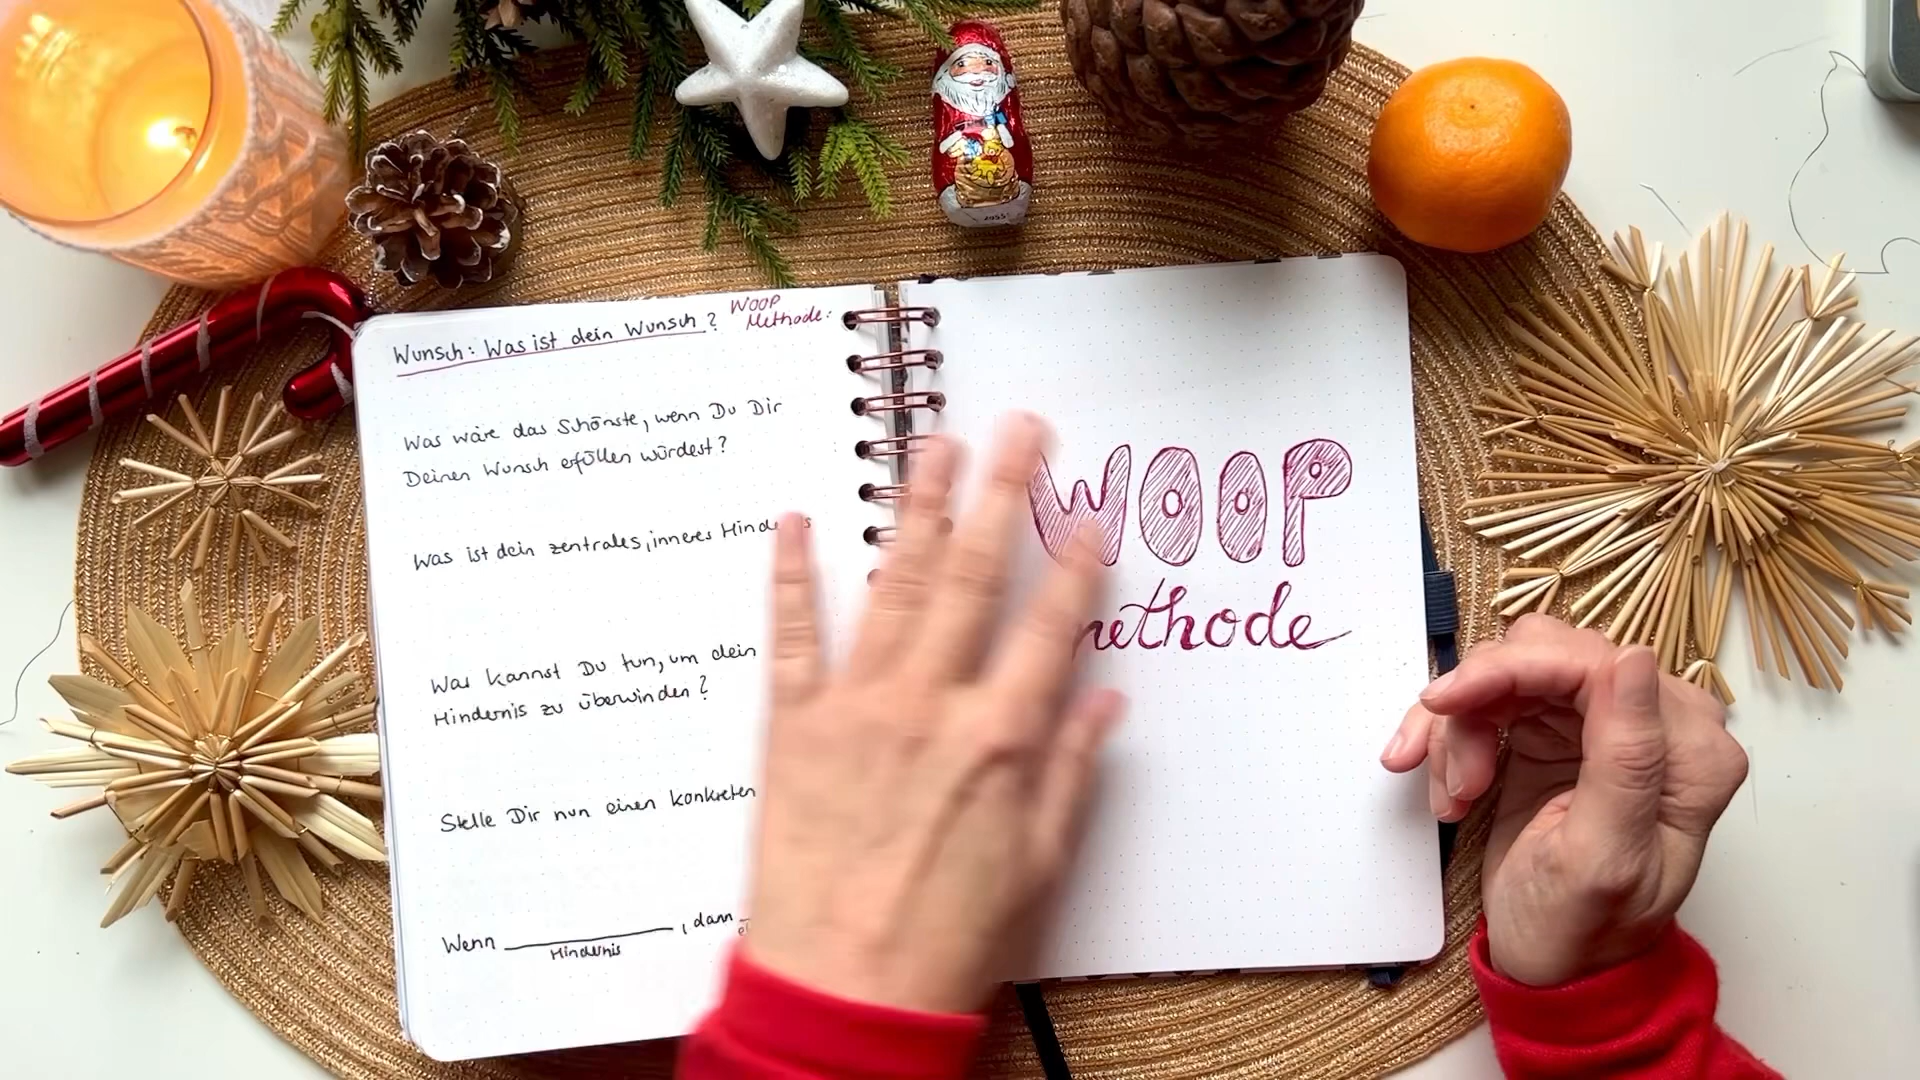 Wunsch: Was ist dein Wunsch?
WOOP
Methode:
Was wäre das Schönste, wenn Du Dir
Deinen Wunsch erfüllen würdest?
Was ist dein zentrales, inneres
Was kannst Du tun, um dein
Hindernis zu überwinden?
Stelle Dir nun einen konkreten
Wenn ____________, dann
Hindernis
WOOP
methode